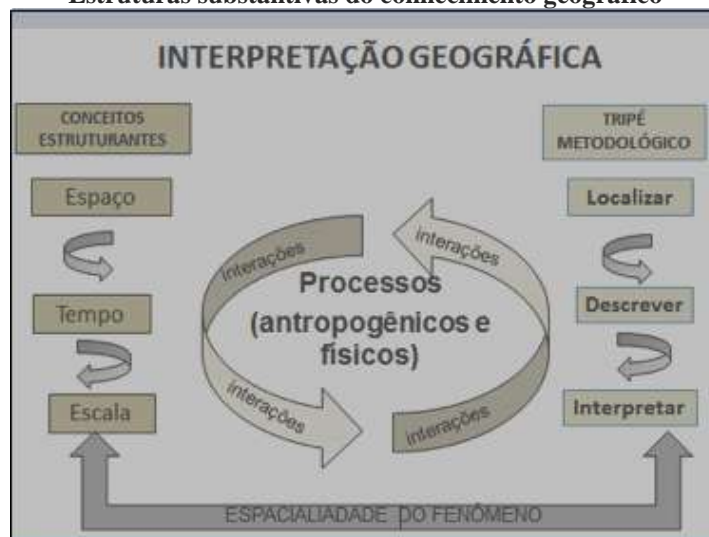 Estruturas substantivas do conhecimento geográfico
INTERPRETAÇÃO GEOGRÁFICA
CONCEITOS
ESTRUTURANTES
Espaço
Tempo
Escala
interações
interações
Processos
(antropogênicos e
físicos)
interações
interações
TRIPÉ
METODOLÓGICO
Localizar
Descrever
Interpretar
ESPACIALIADADE DO FENÔMENO